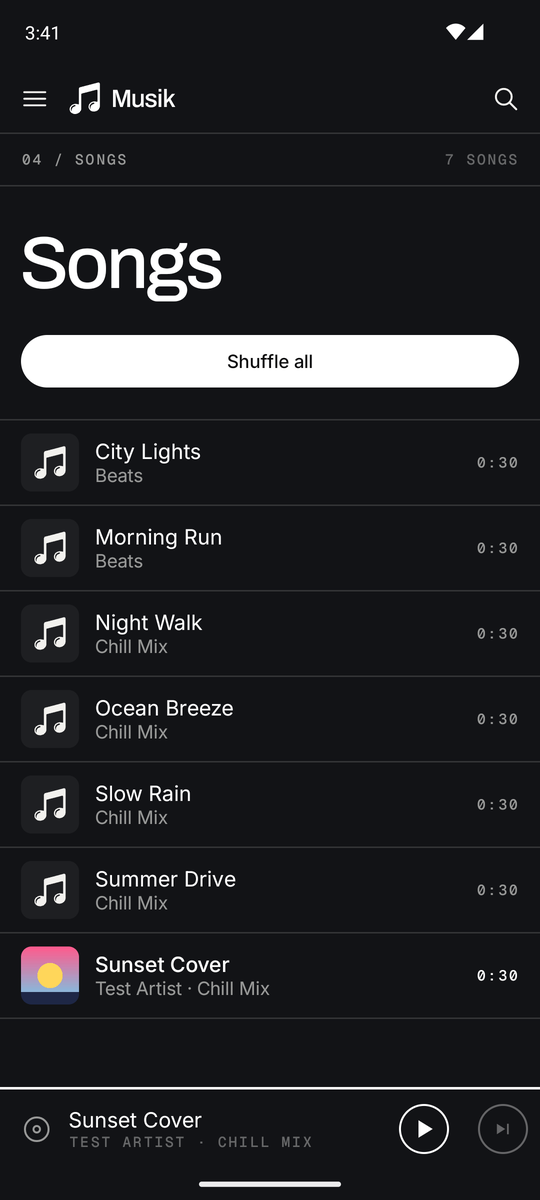 3:41
Musik
04 / SONGS
7 SONGS
Songs
Shuffle all
City Lights
Beats
0:30
Morning Run
Beats
0:30
Night Walk
Chill Mix
0:30
Ocean Breeze
Chill Mix
0:30
Slow Rain
Chill Mix
0:30
Summer Drive
Chill Mix
0:30
Sunset Cover
Test Artist · Chill Mix
0:30
Sunset Cover
TEST ARTIST · CHILL MIX